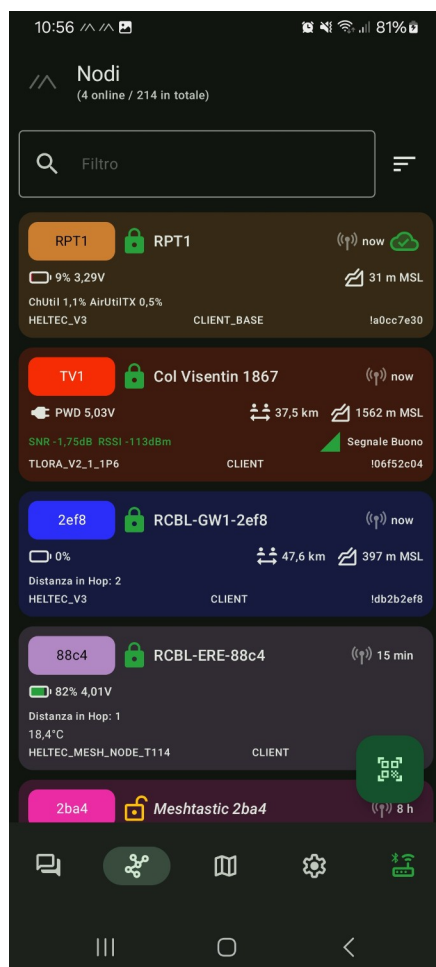 10:56 81%
Nodi
(4 online / 214 in totale)
Filtro
RPT1 RPT1 now
9% 3,29V 31 m MSL
ChUtil 1,1% AirUtilTX 0,5%
HELTEC_V3 CLIENT_BASE !a0cc7e30
TV1 Col Visentin 1867 now
PWD 5,03V 37,5 km 1562 m MSL
SNR -1,75dB RSSI -113dBm Segnale Buono
TLORA_V2_1_1P6 CLIENT !06f52c04
2ef8 RCBL-GW1-2ef8 now
0% 47,6 km 397 m MSL
Distanza in Hop: 2
HELTEC_V3 CLIENT !db2b2ef8
88c4 RCBL-ERE-88c4 15 min
82% 4,01V
Distanza in Hop: 1
18,4°C
HELTEC_MESH_NODE_T114 CLIENT
2ba4 Meshtastic 2ba4 8 h